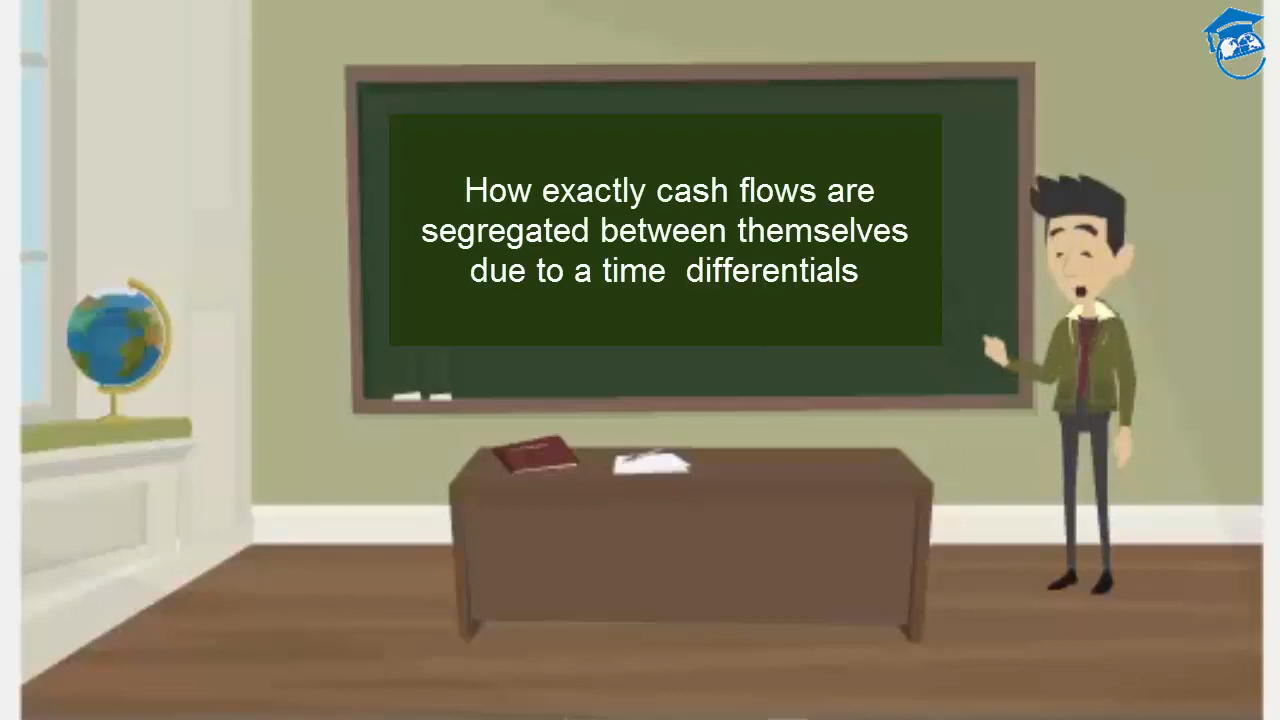 How exactly cash flows are
segregated between themselves
due to a time  differentials